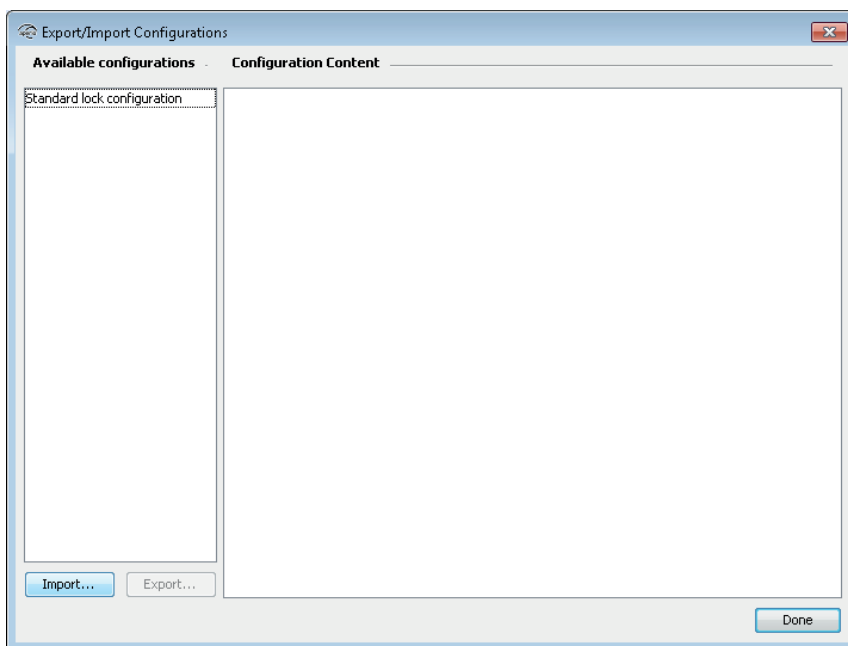 Export/Import Configurations
Available configurations
Configuration Content
Standard lock configuration
Import...
Export...
Done